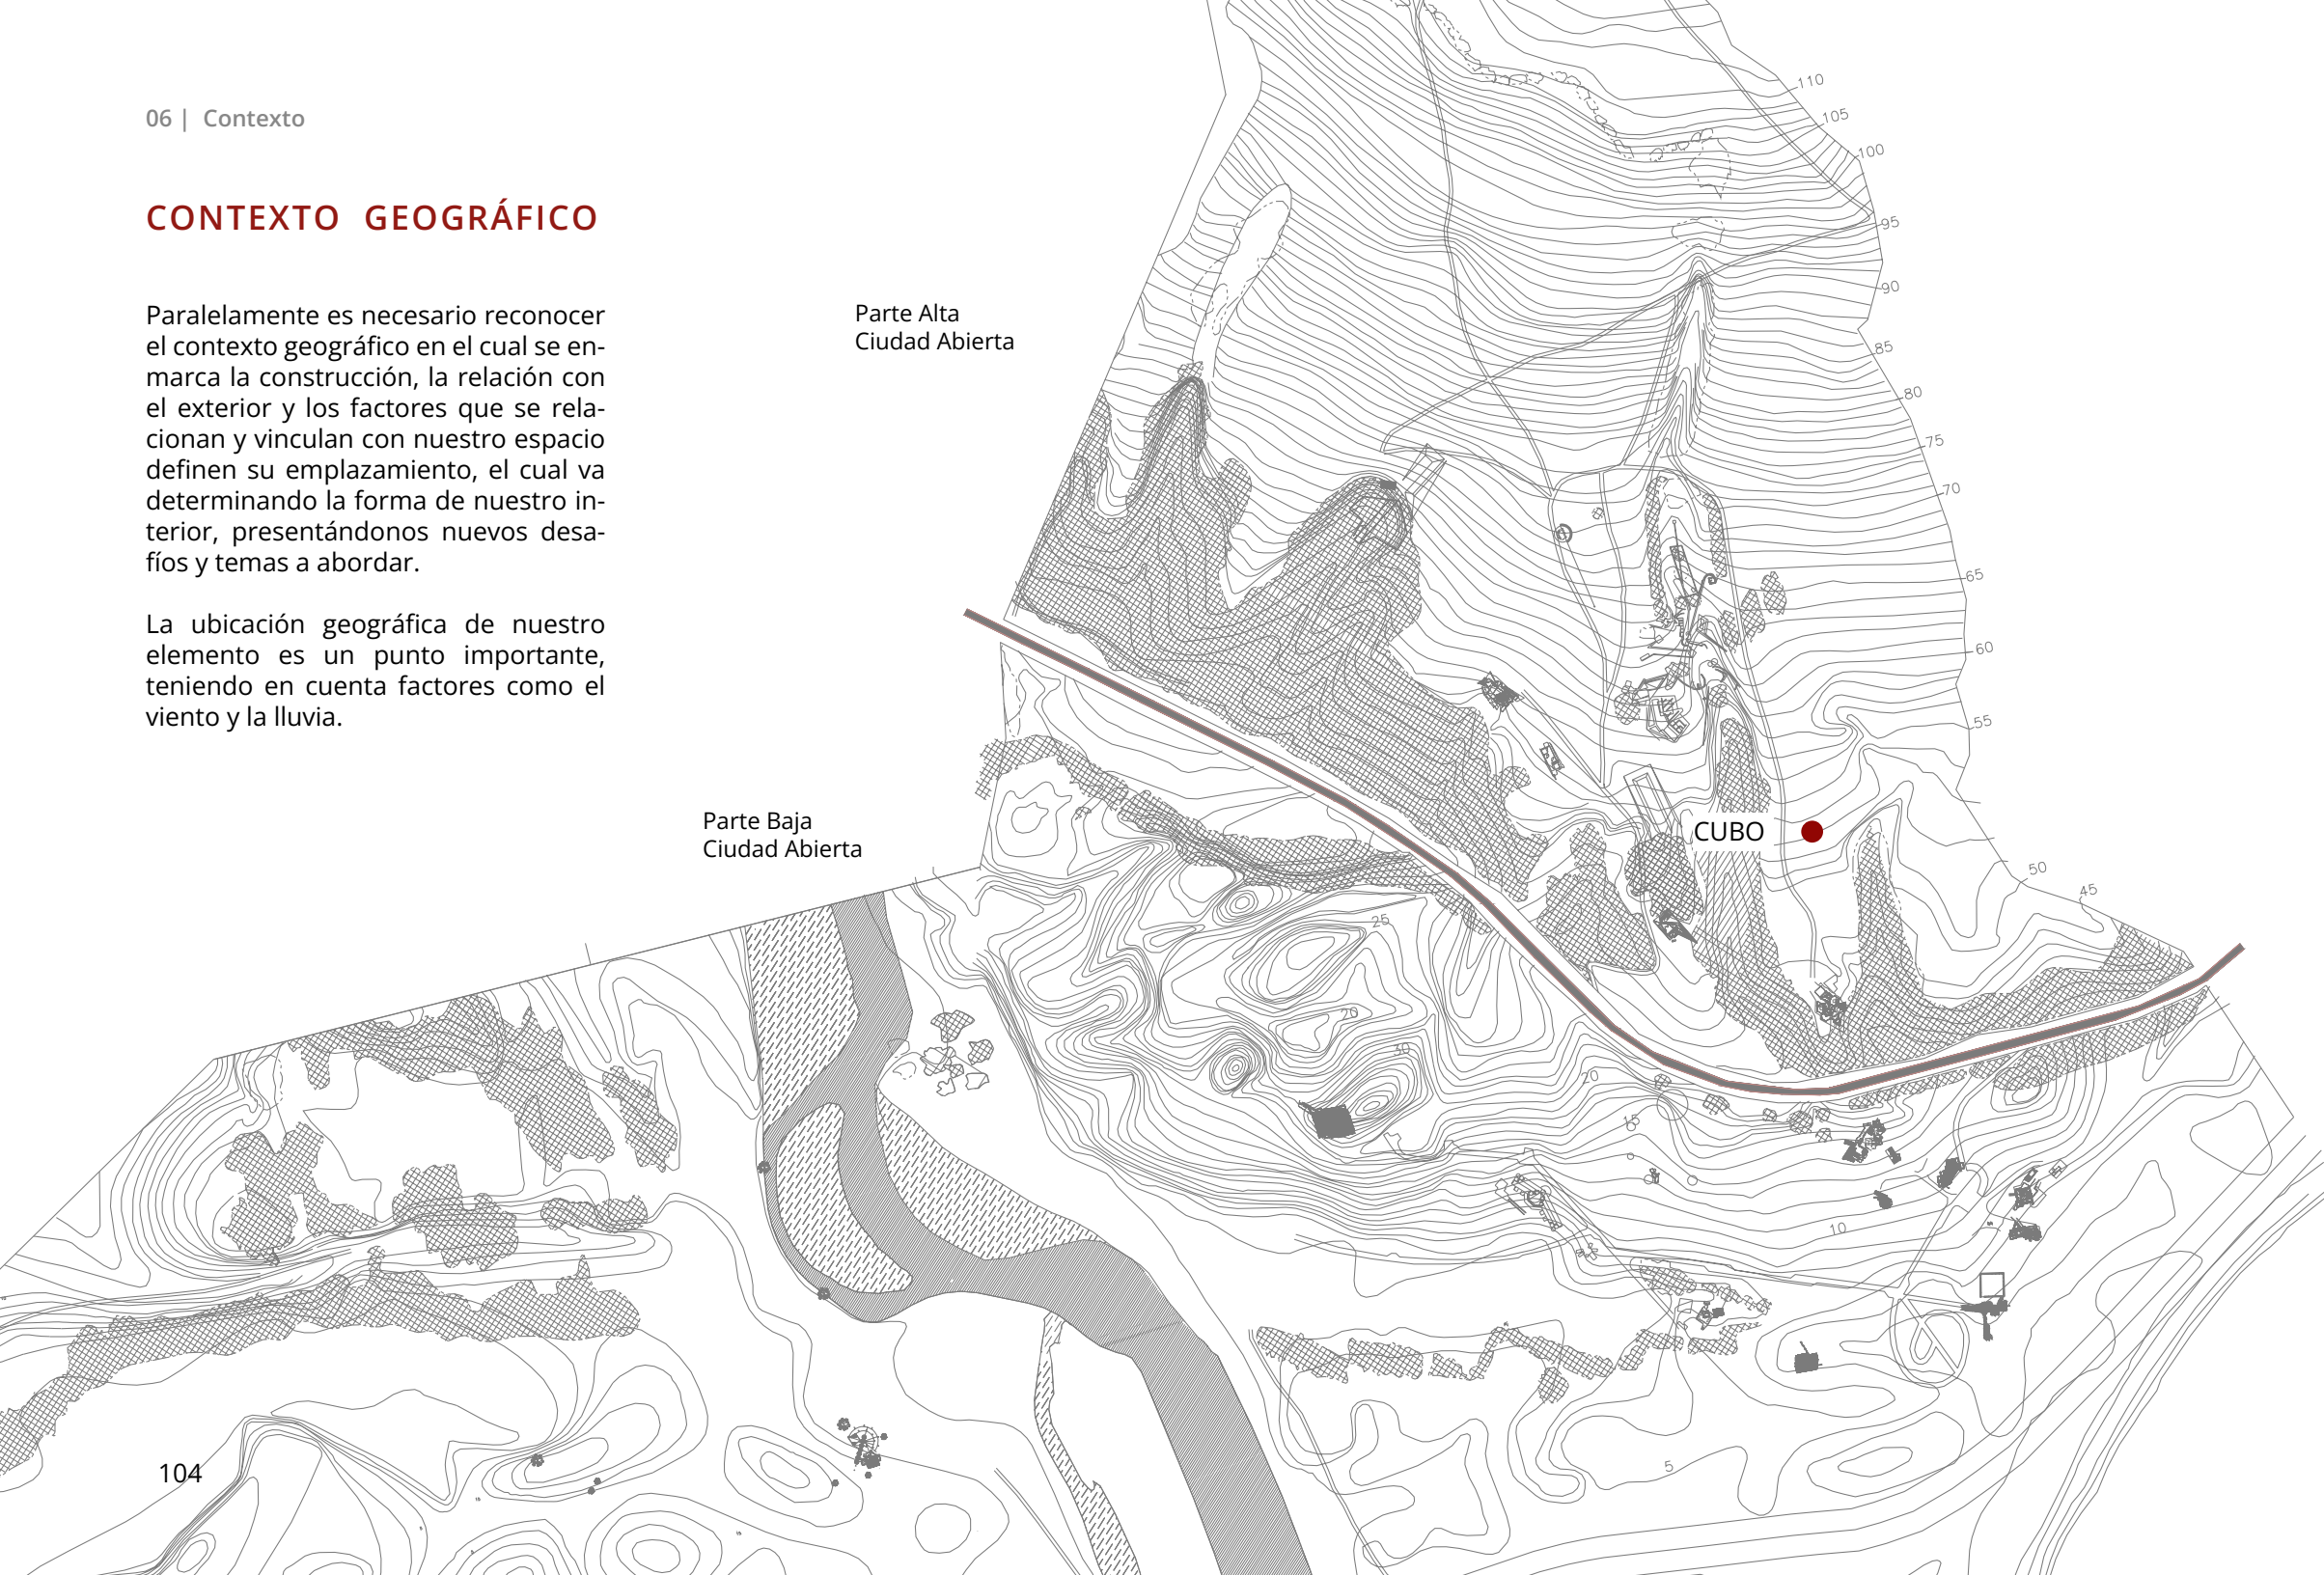 06 | Contexto
CONTEXTO GEOGRÁFICO
Paralelamente es necesario reconocer
el contexto geográfico en el cual se en-
marca la construcción, la relación con
el exterior y los factores que se rela-
cionan y vinculan con nuestro espacio
definen su emplazamiento, el cual va
determinando la forma de nuestro in-
terior, presentándonos nuevos desa-
fíos y temas a abordar.
La ubicación geográfica de nuestro
elemento es un punto importante,
teniendo en cuenta factores como el
viento y la lluvia.
Parte Alta
Ciudad Abierta
Parte Baja
Ciudad Abierta
110
105
100
95
90
85
80
75
70
65
60
55
CUBO
50
45
25
20
30
20
15
10
5
104